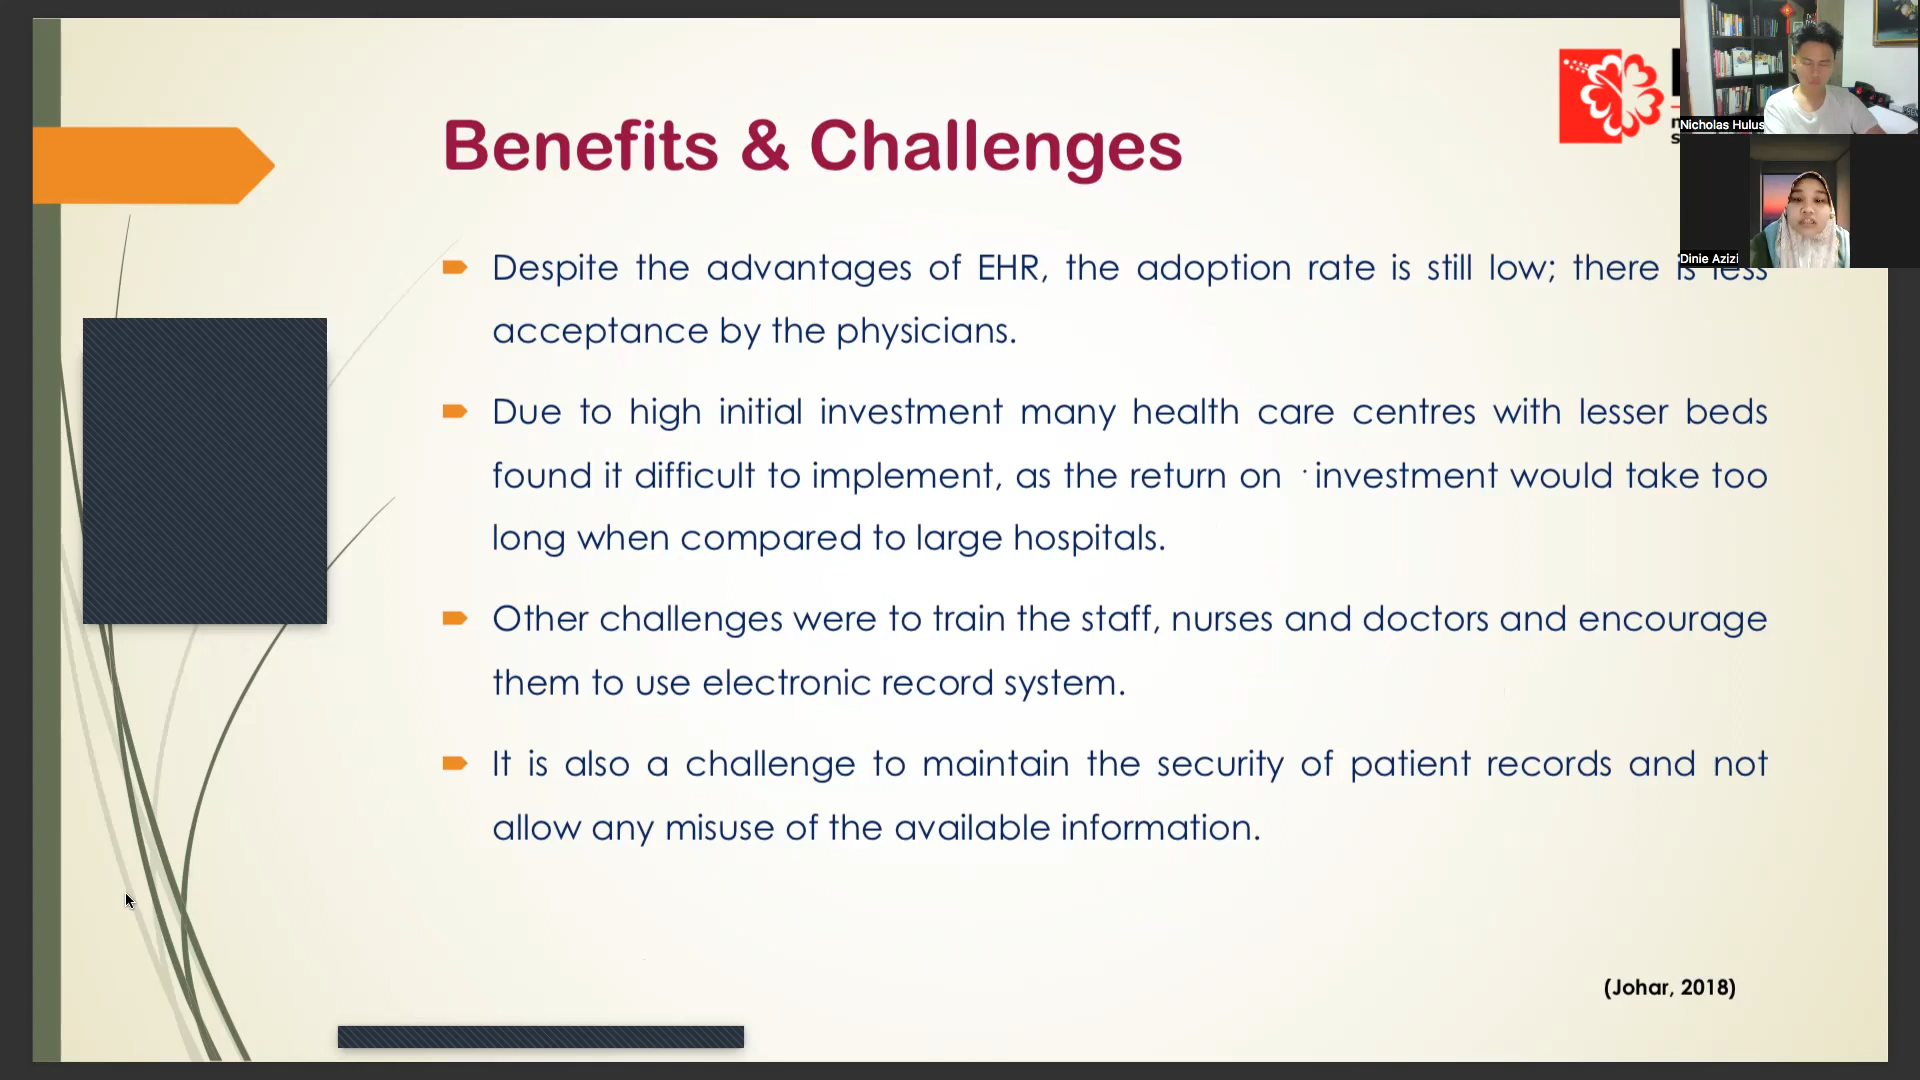 Benefits & Challenges
Nicholas Hulus
Dinie Azizi
Despite the advantages of EHR, the adoption rate is still low; there is less
acceptance by the physicians.
Due to high initial investment many health care centres with lesser beds
found it difficult to implement, as the return on investment would take too
long when compared to large hospitals.
Other challenges were to train the staff, nurses and doctors and encourage
them to use electronic record system.
It is also a challenge to maintain the security of patient records and not
allow any misuse of the available information.
(Johar, 2018)